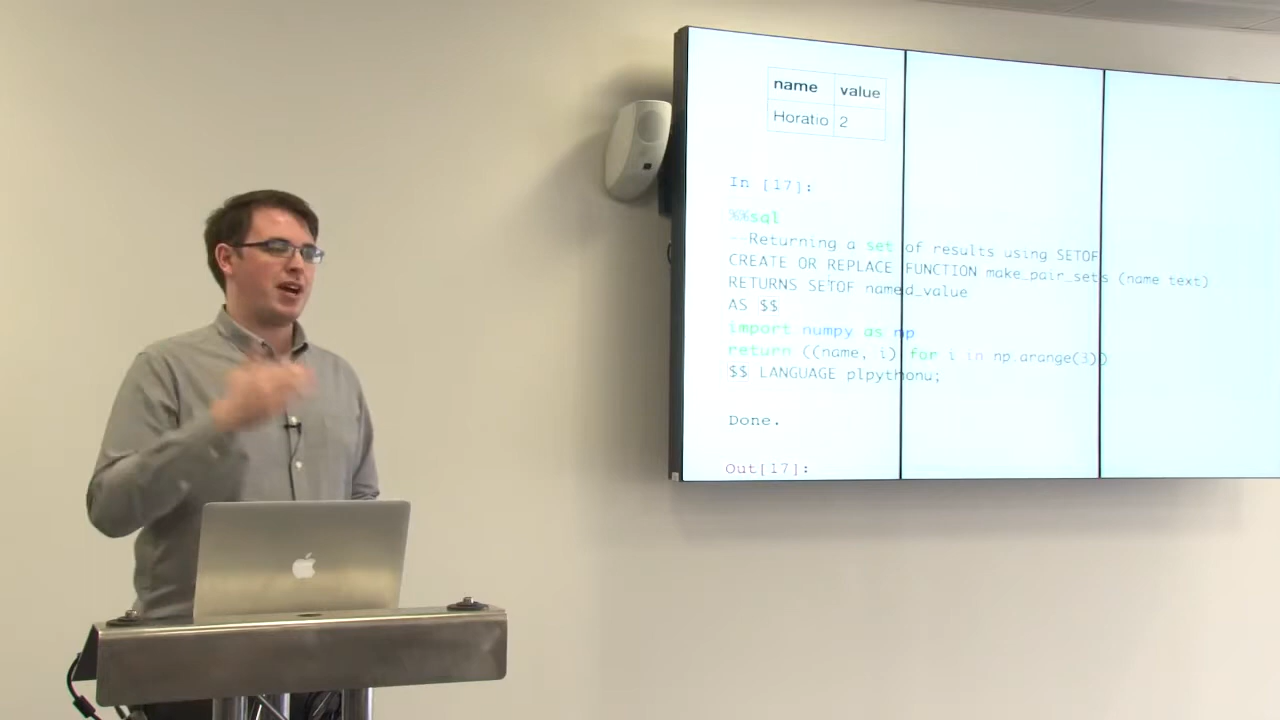 name value
Horatio 2
In [17]:
%%sql
--Returning a set of results using SETOF
CREATE OR REPLACE FUNCTION make_pair_sets (name text)
RETURNS SETOF named_value
AS $$
import numpy as np
return ((name, i) for i in np.arange(3))
$$ LANGUAGE plpythonu;
Done.
Out[17]: